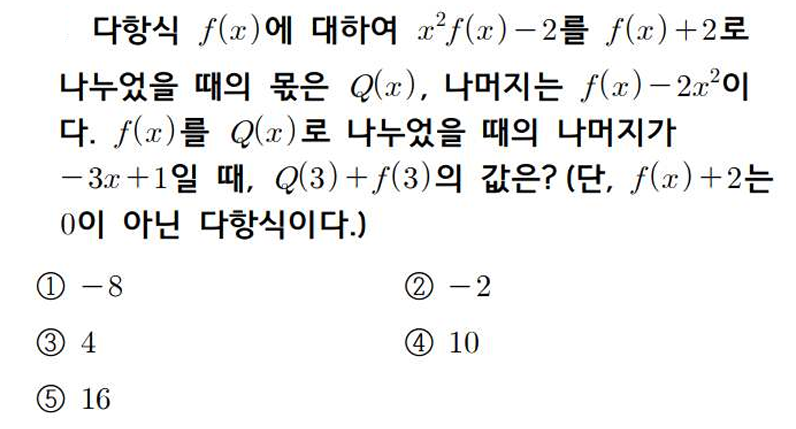 다항식 f(x)에 대하여 x²f(x)−2를 f(x)+2로
나누었을 때의 몫은 Q(x), 나머지는 f(x)−2x²이
다. f(x)를 Q(x)로 나누었을 때의 나머지가
−3x+1일 때, Q(3)+f(3)의 값은? (단, f(x)+2는
0이 아닌 다항식이다.)
① −8 ② −2
③ 4 ④ 10
⑤ 16